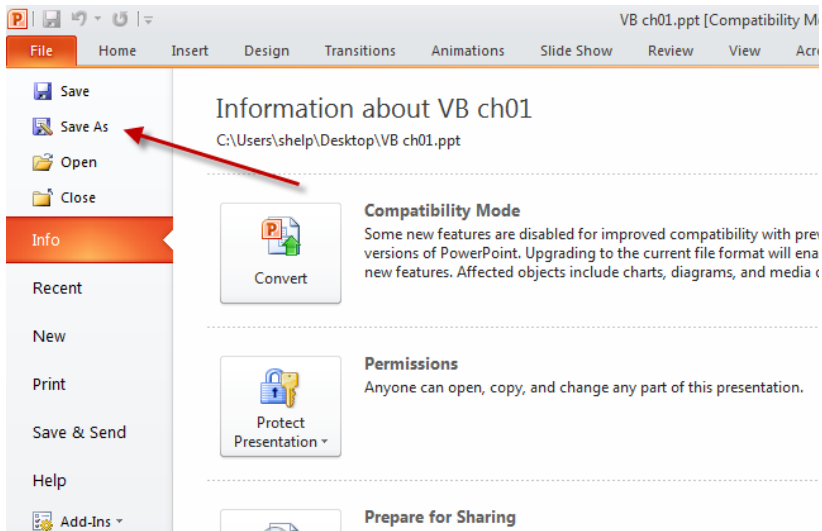 VB ch01.ppt [Compatibility
File Home Insert Design Transitions Animations Slide Show Review View
Save
Save As
Open
Close
Info
Recent
New
Print
Save & Send
Help
Add-Ins
Information about VB ch01
C:\Users\shelp\Desktop\VB ch01.ppt
Convert
Compatibility Mode
Some new features are disabled for improved compatibility with
versions of PowerPoint. Upgrading to the current file format will
new features. Affected objects include charts, diagrams, and media
Protect
Presentation
Permissions
Anyone can open, copy, and change any part of this presentation.
Prepare for Sharing